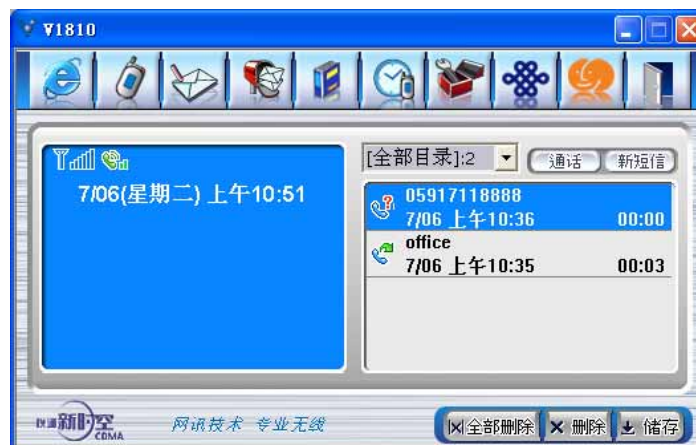 V1810
7/06(星期二) 上午10:51
[全部目录]:2
通话
新短信
05917118888
7/06 上午10:36 00:00
office
7/06 上午10:35 00:03
联通新时空
CDMA
网讯技术 专业无线
全部删除
删除
储存